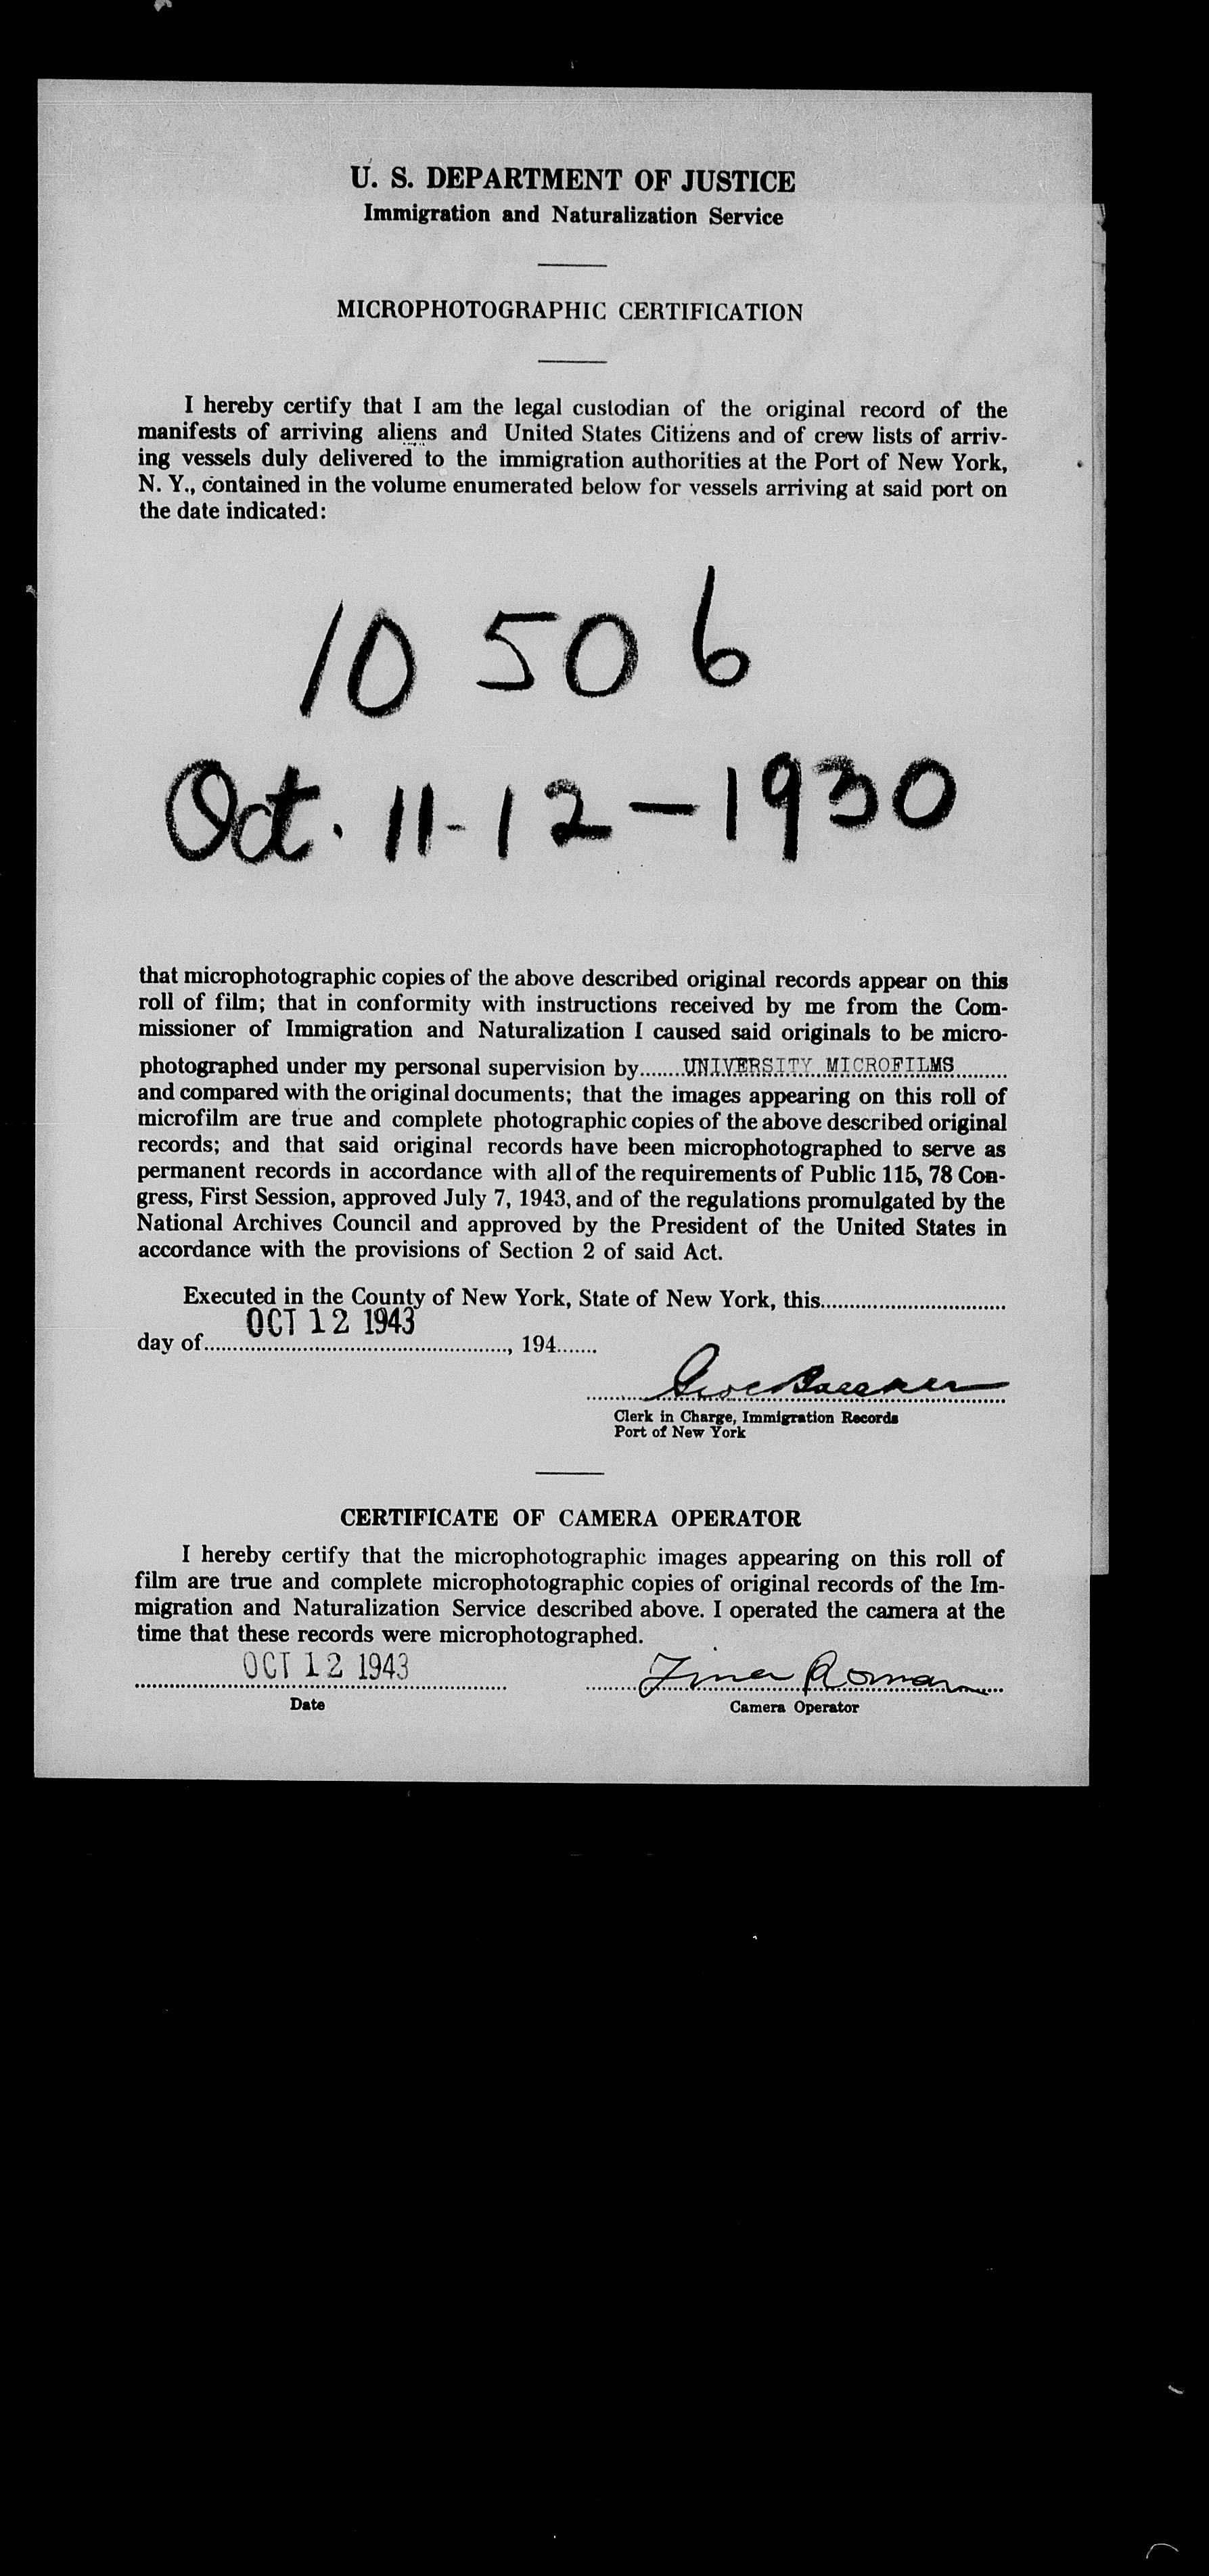 U. S. DEPARTMENT OF JUSTICE
Immigration and Naturalization Service
MICROPHOTOGRAPHIC CERTIFICATION
I hereby certify that I am the legal custodian of the original record of the
manifests of arriving aliens and United States Citizens and of crew lists of arriv-
ing vessels duly delivered to the immigration authorities at the Port of New York,
N. Y., contained in the volume enumerated below for vessels arriving at said port on
the date indicated:
10 506
Oct. 11-12-1930
that microphotographic copies of the above described original records appear on this
roll of film; that in conformity with instructions received by me from the Com-
missioner of Immigration and Naturalization I caused said originals to be micro-
photographed under my personal supervision by.......UNIVERSITY MICROFILMS........
and compared with the original documents; that the images appearing on this roll of
microfilm are true and complete photographic copies of the above described original
records; and that said original records have been microphotographed to serve as
permanent records in accordance with all of the requirements of Public 115, 78 Con-
gress, First Session, approved July 7, 1943, and of the regulations promulgated by the
National Archives Council and approved by the President of the United States in
accordance with the provisions of Section 2 of said Act.
Executed in the County of New York, State of New York, this...............................
OCT 12 1943
day of...................................................., 194.......
Clerk in Charge, Immigration Records
Port of New York
CERTIFICATE OF CAMERA OPERATOR
I hereby certify that the microphotographic images appearing on this roll of
film are true and complete microphotographic copies of original records of the Im-
migration and Naturalization Service described above. I operated the camera at the
time that these records were microphotographed.
OCT 12 1943
Roman
Date
Camera Operator